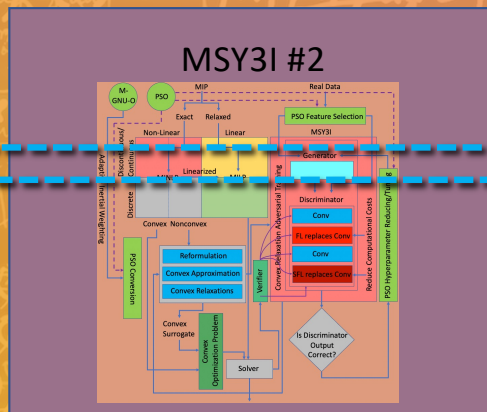 MSY3I #2
M-
GNU-O
PSO
MIP
Real Data
Exact
Relaxed
PSO Feature Selection
MSY3I
Non-Linear
Linear
Generator
Continuous
Linearized
Discrete
Discriminator
Convex
Nonconvex
Conv
FL replaces Conv
Conv
SFL replaces Conv
Reformulation
Convex Approximation
Convex Relaxations
PSO Conversion
Verifier
Convex Relaxation Adversarial Training
Reduce Computational Costs
PSO Hyperparameter Reducing/Tuning
Convex
Surrogate
Convex
Optimization Problem
Solver
Is Discriminator
Output
Correct?